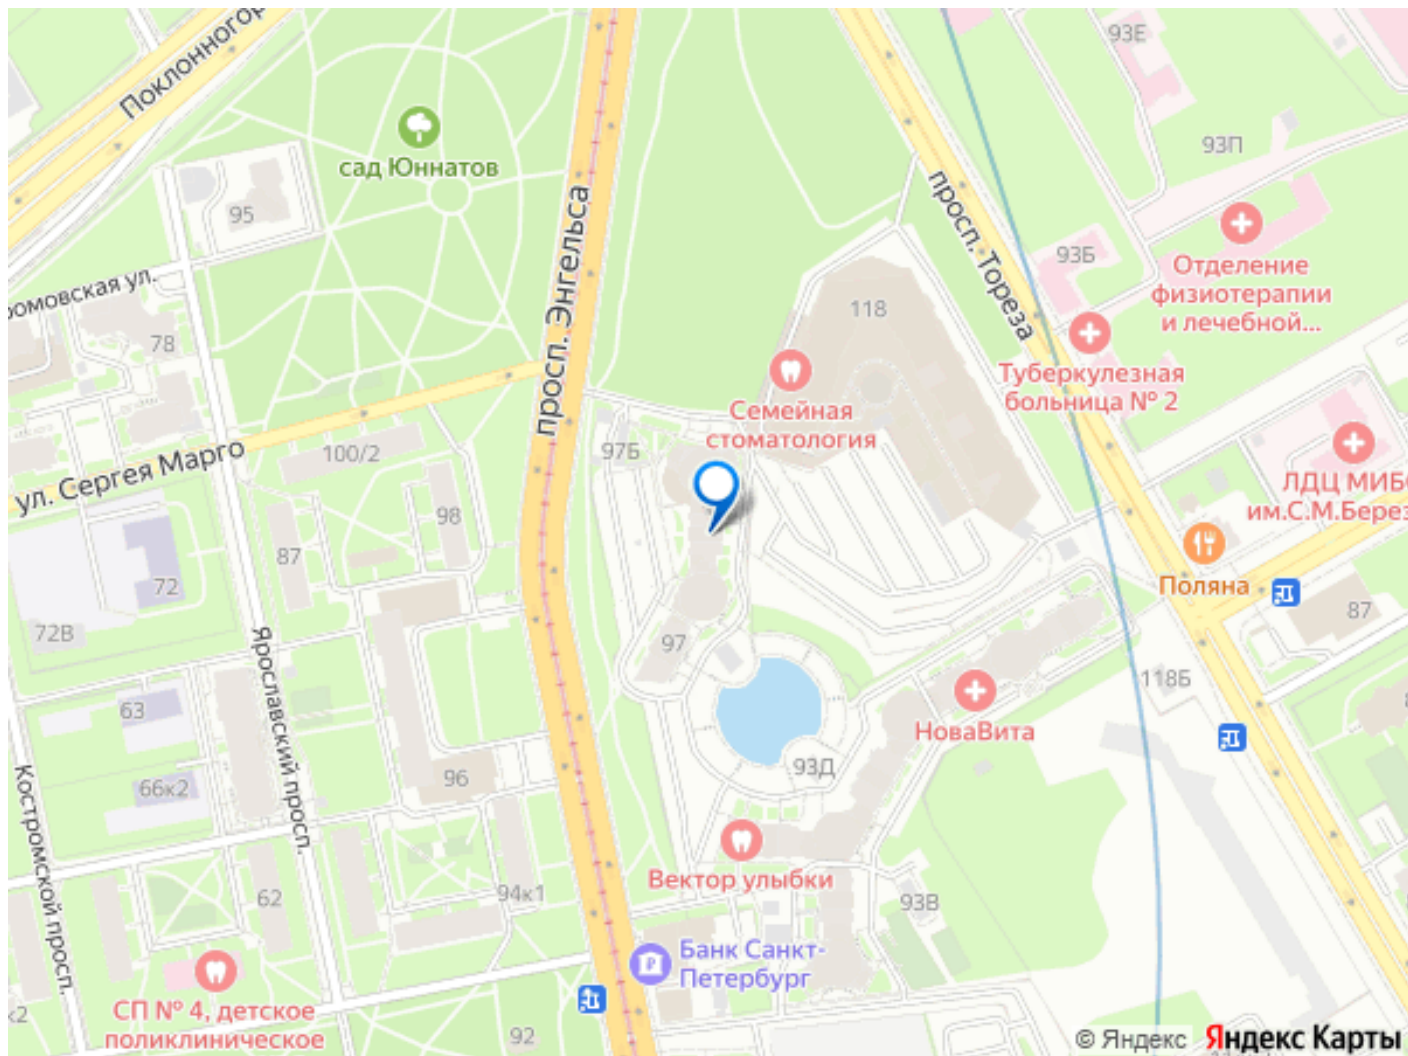 Поклонногор
93Е
93П
сад Юннатов
95
просп. Энгельса
просп. Тореза
93Б
Отделение
физиотерапии
и лечебной...
ромовская ул.
78
118
Туберкулезная
больница № 2
Семейная
стоматология
ул. Сергея Марго
100/2
97Б
ЛДЦ МИБС
им.С.М.Берез
98
87
72
Поляна
87
72В
Ярославский просп.
97
118Б
63
НоваВита
93Д
66к2
96
Костромской просп.
Вектор улыбки
62
94к1
93В
Банк Санкт-
Петербург
СП № 4, детское
поликлиническое
к2
92
© Яндекс Яндекс Карты